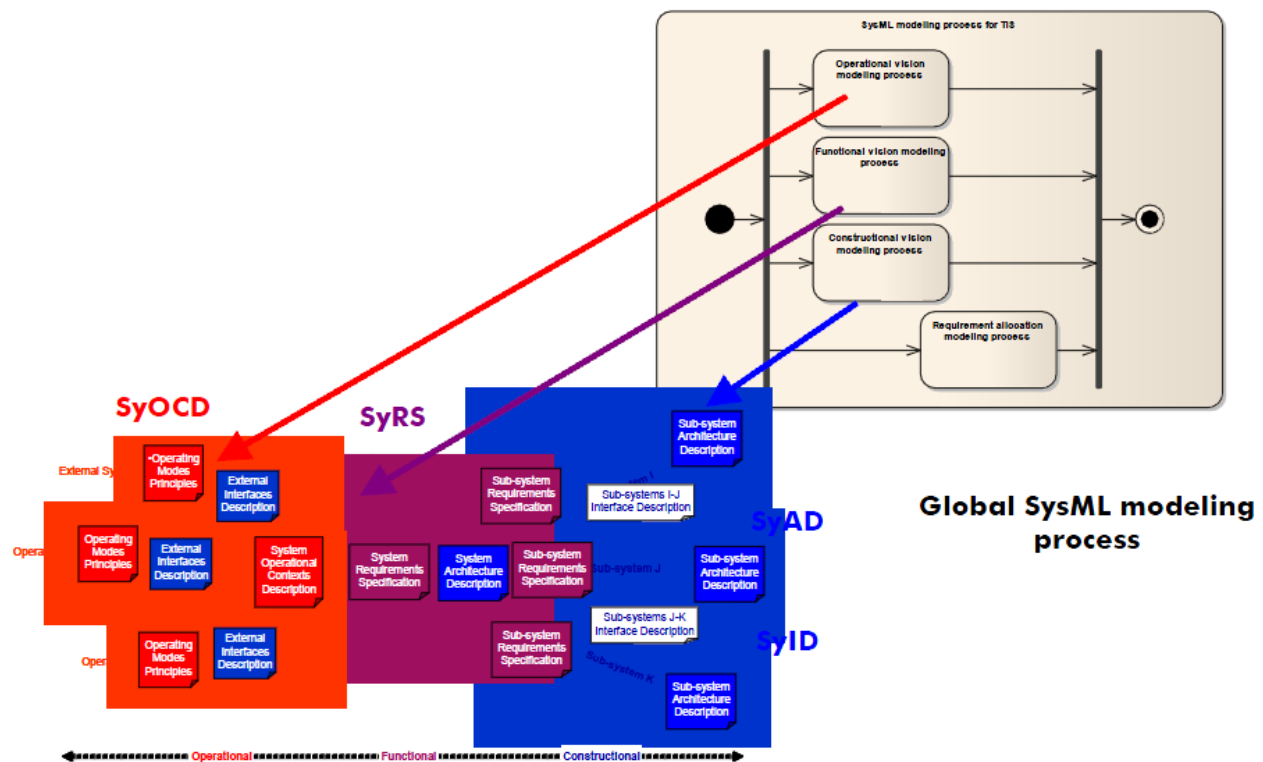 SysML modeling process for TIS
Operational vision
modeling process
Functional vision modeling
process
Constructional vision
modeling process
Requirement allocation
modeling process
SyOCD
SyRS
SyAD
SyID
Global SysML modeling
process
External Sy
•Operating
Modes
Principles
External
Interfaces
Description
Opera
Operating
Modes
Principles
External
Interfaces
Description
System
Operational
Contexts
Description
Oper
Operating
Modes
Principles
External
Interfaces
Description
System
Requirements
Specification
System
Architecture
Description
Sub-system
Requirements
Specification
Sub-system
Requirements
Specification
Sub-system
Requirements
Specification
Sub-system
Architecture
Description
Sub-systems I-J
Interface Description
Sub-system J
Sub-system
Architecture
Description
Sub-systems J-K
Interface Description
Sub-system K
Sub-system
Architecture
Description
Operational
Functional
Constructional